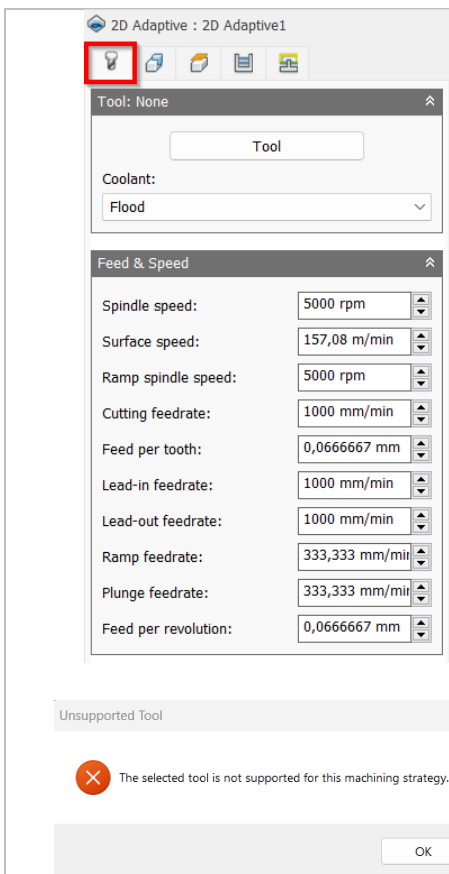 2D Adaptive : 2D Adaptive1
Tool: None
Tool
Coolant:
Flood
Feed & Speed
Spindle speed: 5000 rpm
Surface speed: 157,08 m/min
Ramp spindle speed: 5000 rpm
Cutting feedrate: 1000 mm/min
Feed per tooth: 0,0666667 mm
Lead-in feedrate: 1000 mm/min
Lead-out feedrate: 1000 mm/min
Ramp feedrate: 333,333 mm/min
Plunge feedrate: 333,333 mm/min
Feed per revolution: 0,0666667 mm
Unsupported Tool
The selected tool is not supported for this machining strategy.
OK